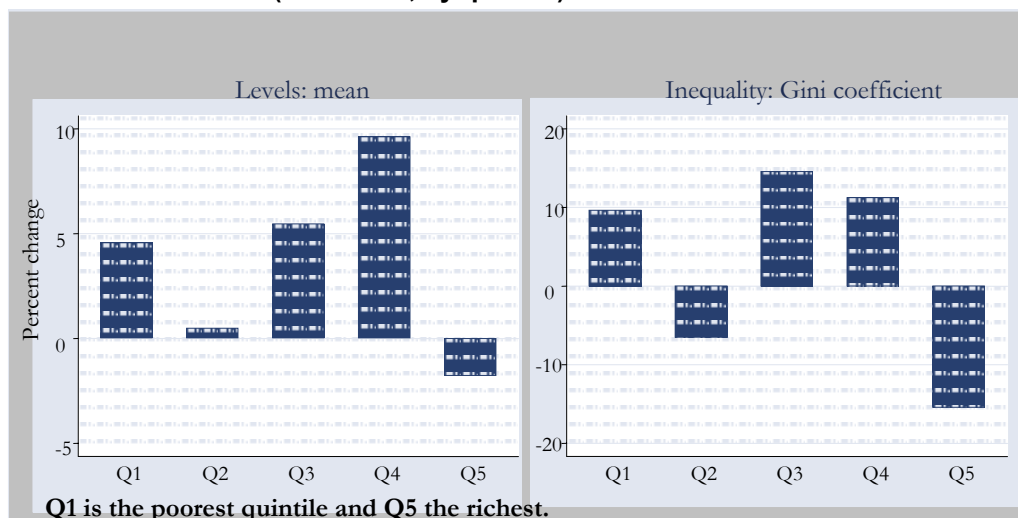 Levels: mean
Inequality: Gini coefficient
Percent change
10
5
0
-5
Q1 Q2 Q3 Q4 Q5
20
10
0
-10
-20
Q1 Q2 Q3 Q4 Q5
Q1 is the poorest quintile and Q5 the richest.